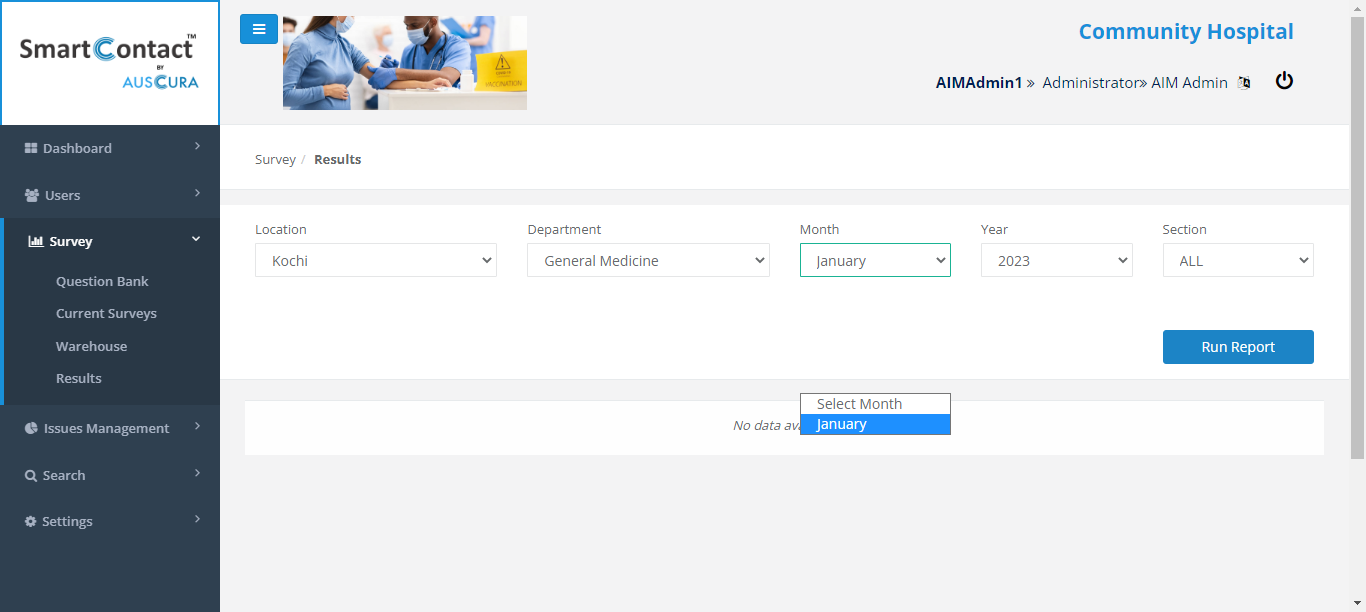 SmartContact™
BY
AUSCURA
Community Hospital
AIMAdmin1 » Administrator» AIM Admin
Dashboard
Users
Survey
Question Bank
Current Surveys
Warehouse
Results
Issues Management
Search
Settings
Survey / Results
Location
Kochi
Department
General Medicine
Month
January
Year
2023
Section
ALL
Run Report
Select Month
January
No data